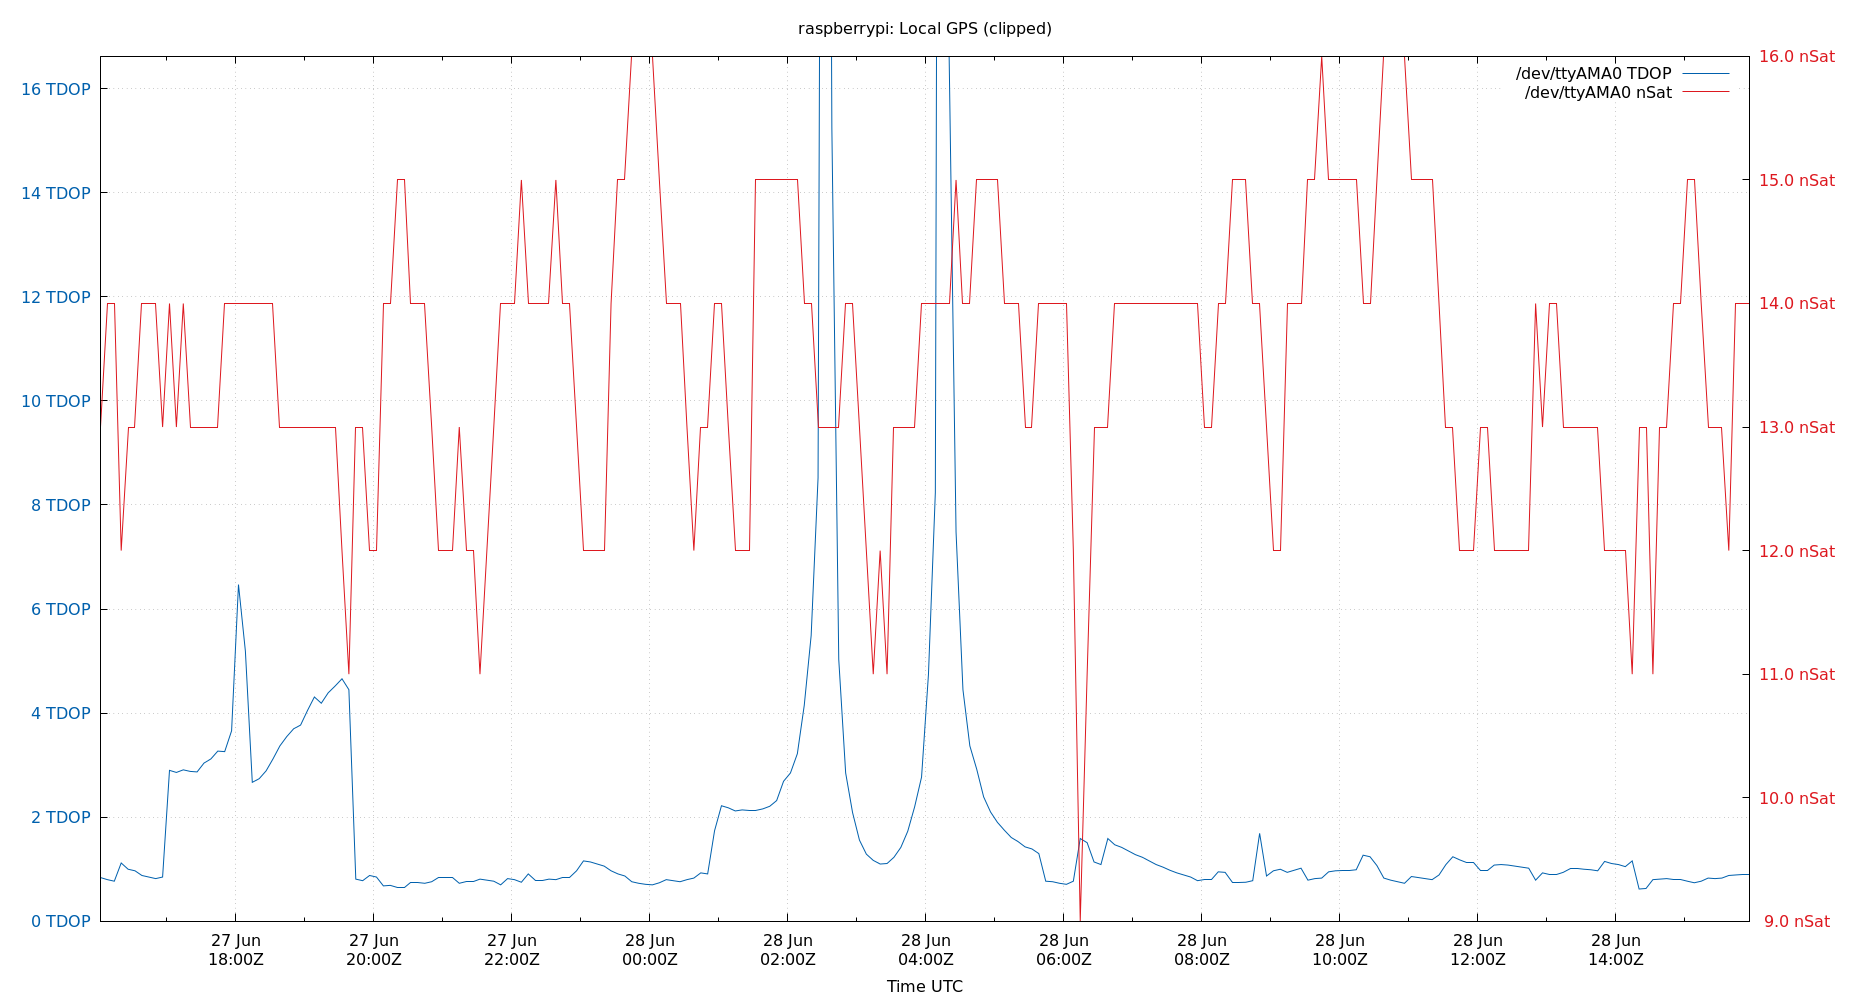 raspberrypi: Local GPS (clipped)
/dev/ttyAMA0 TDOP
/dev/ttyAMA0 nSat
16 TDOP
14 TDOP
12 TDOP
10 TDOP
8 TDOP
6 TDOP
4 TDOP
2 TDOP
0 TDOP
16.0 nSat
15.0 nSat
14.0 nSat
13.0 nSat
12.0 nSat
11.0 nSat
10.0 nSat
9.0 nSat
27 Jun
18:00Z
27 Jun
20:00Z
27 Jun
22:00Z
28 Jun
00:00Z
28 Jun
02:00Z
28 Jun
04:00Z
28 Jun
06:00Z
28 Jun
08:00Z
28 Jun
10:00Z
28 Jun
12:00Z
28 Jun
14:00Z
Time UTC